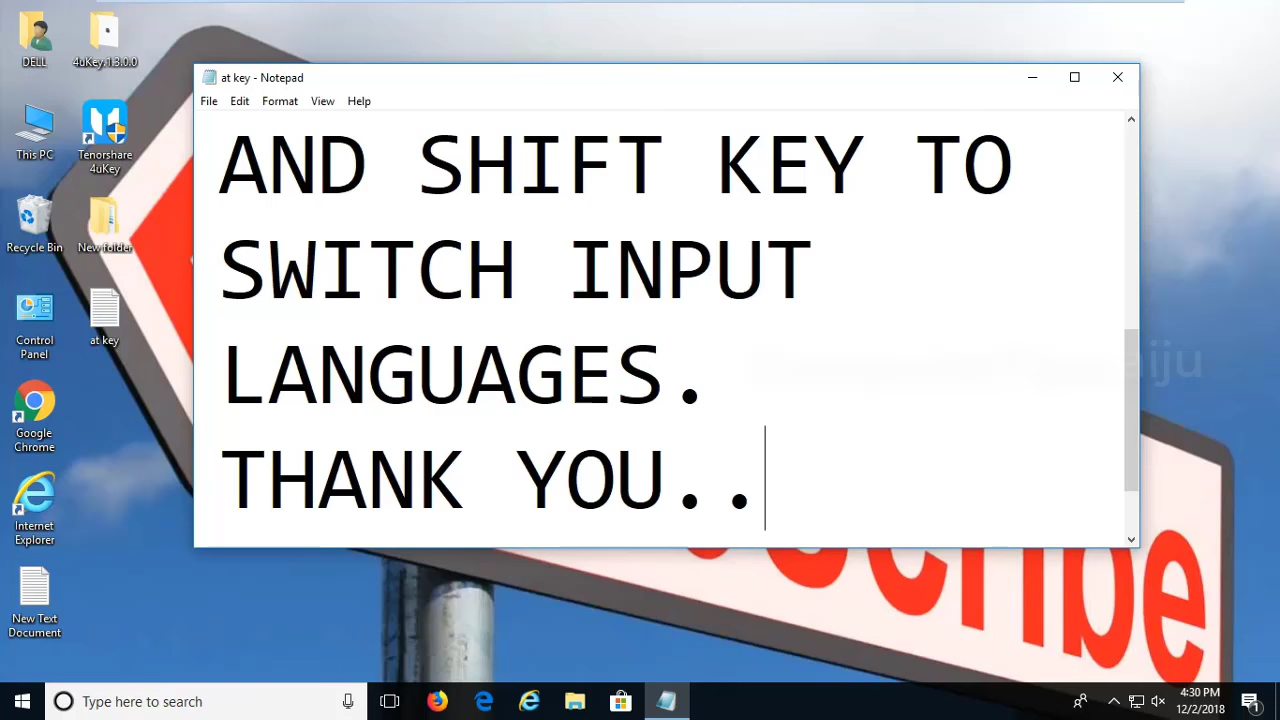 DELL
4uKey.1.3.0.0
at key - Notepad
File Edit Format View Help
This PC
Tenorshare
4uKey
AND SHIFT KEY TO
SWITCH INPUT
LANGUAGES.
THANK YOU..
Recycle Bin
New folder
Control
Panel
at key
Google
Chrome
Internet
Explorer
New Text
Document
Type here to search
4:30 PM
12/2/2018
1